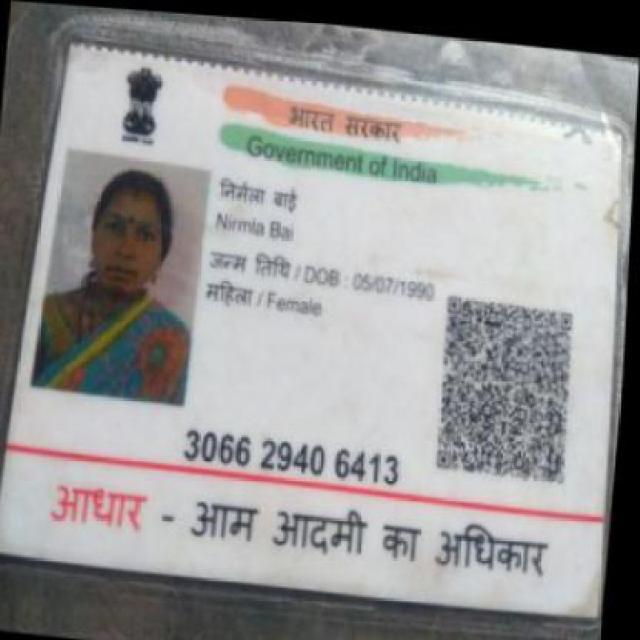 भारत सरकार
Government of India
निर्मला बाई
Nirmla Bai
जन्म तिथि / DOB : 05/07/1990
महिला / Female
3066 2940 6413
आधार - आम आदमी का अधिकार